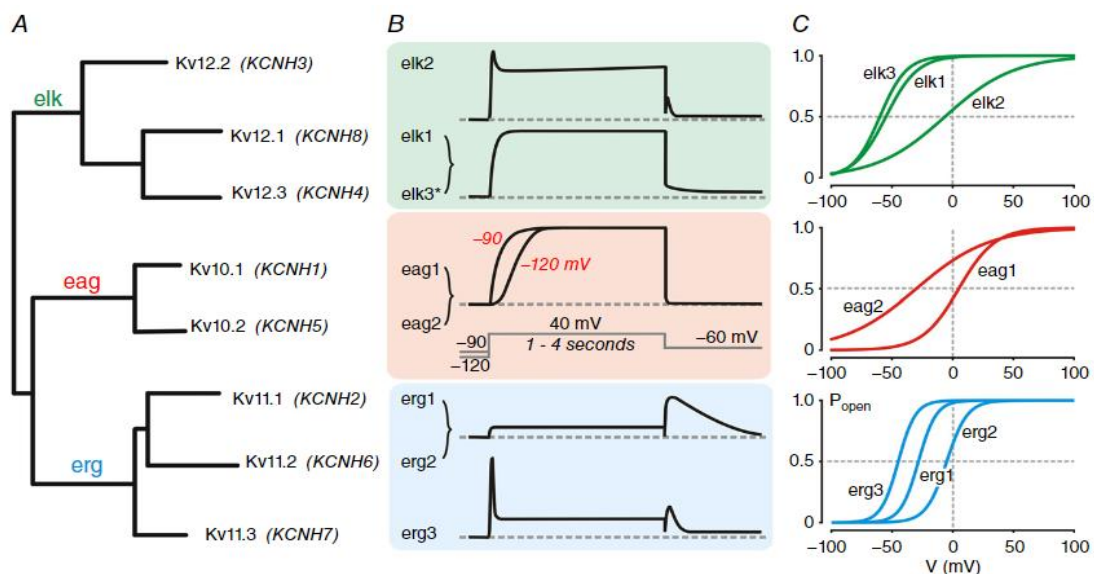 A
elk
Kv12.2 (KCNH3)
Kv12.1 (KCNH8)
Kv12.3 (KCNH4)
eag
Kv10.1 (KCNH1)
Kv10.2 (KCNH5)
erg
Kv11.1 (KCNH2)
Kv11.2 (KCNH6)
Kv11.3 (KCNH7)
B
elk2
elk1
elk3*
eag1
eag2
–90
–120 mV
40 mV
1 - 4 seconds
–90
–120
–60 mV
erg1
erg2
erg3
C
1.0
0.5
0
elk3
elk1
elk2
–100
–50
0
50
100
1.0
0.5
0
eag2
eag1
–100
–50
0
50
100
1.0
0.5
0
Popen
erg3
erg1
erg2
–100
–50
0
50
100
V (mV)